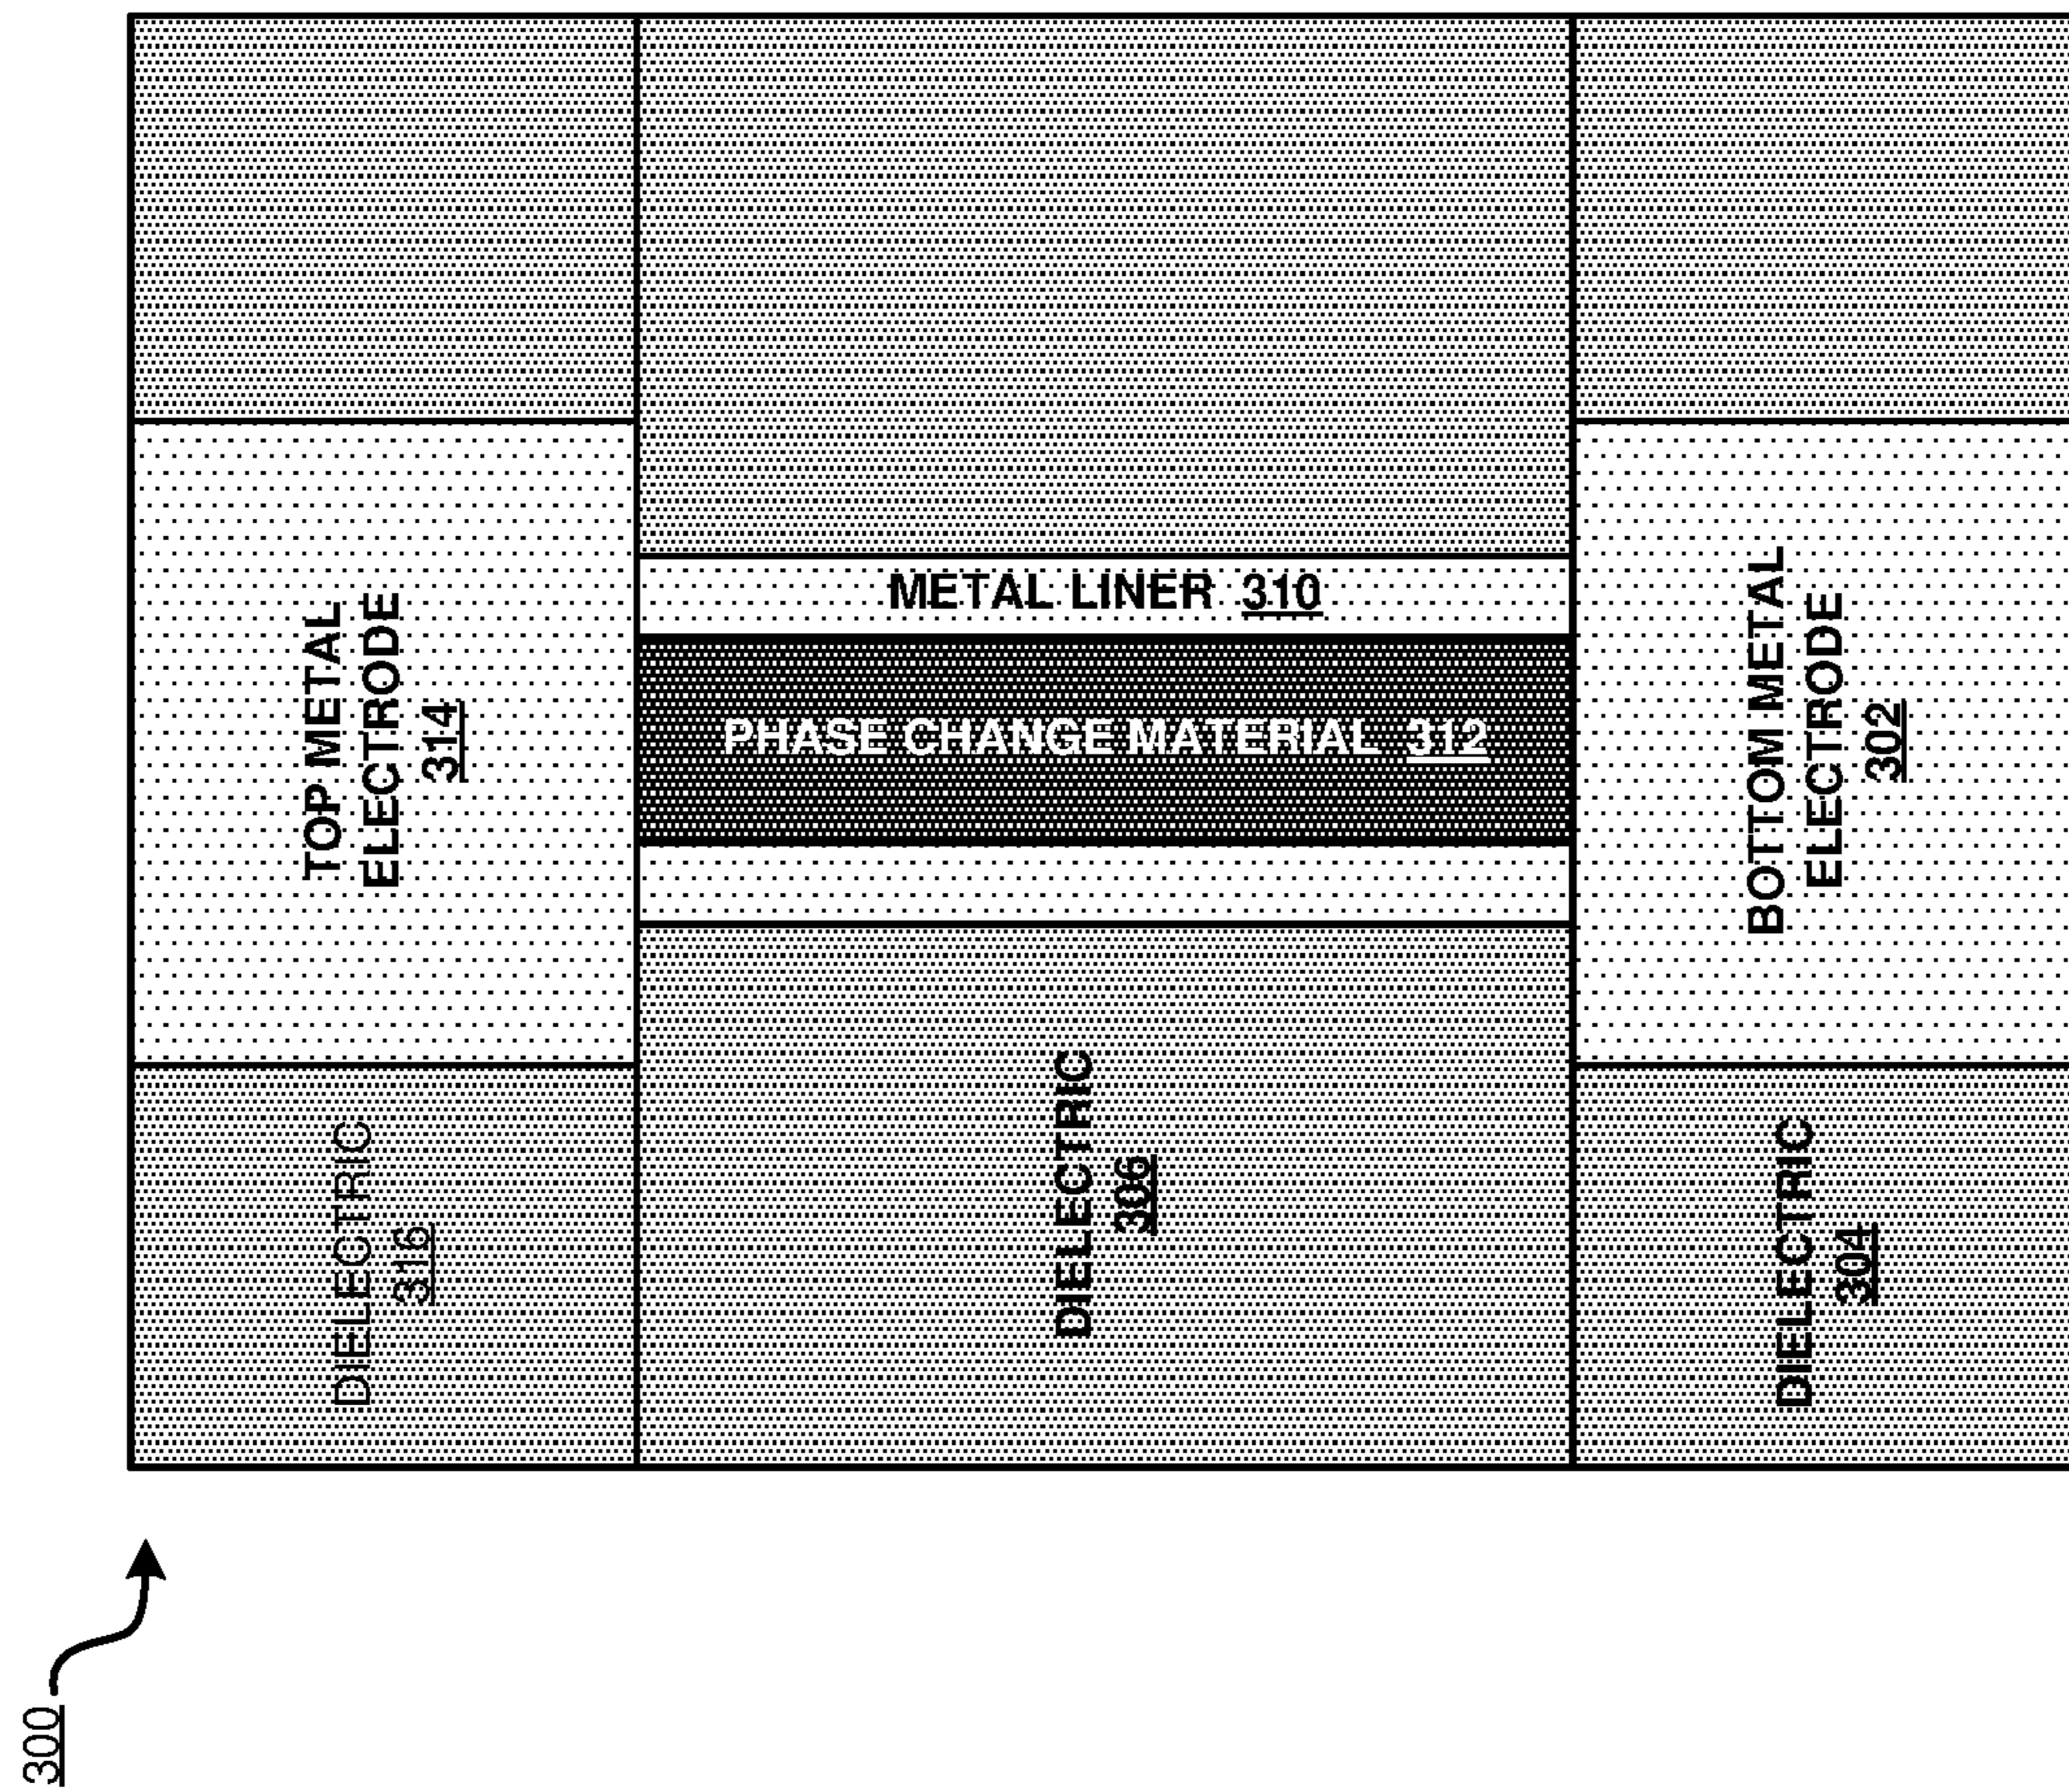 300
TOP METAL
ELECTRODE
314
DIELECTRIC
316
METAL LINER 310
PHASE CHANGE MATERIAL 312
DIELECTRIC
306
BOTTOM METAL
ELECTRODE
302
DIELECTRIC
304